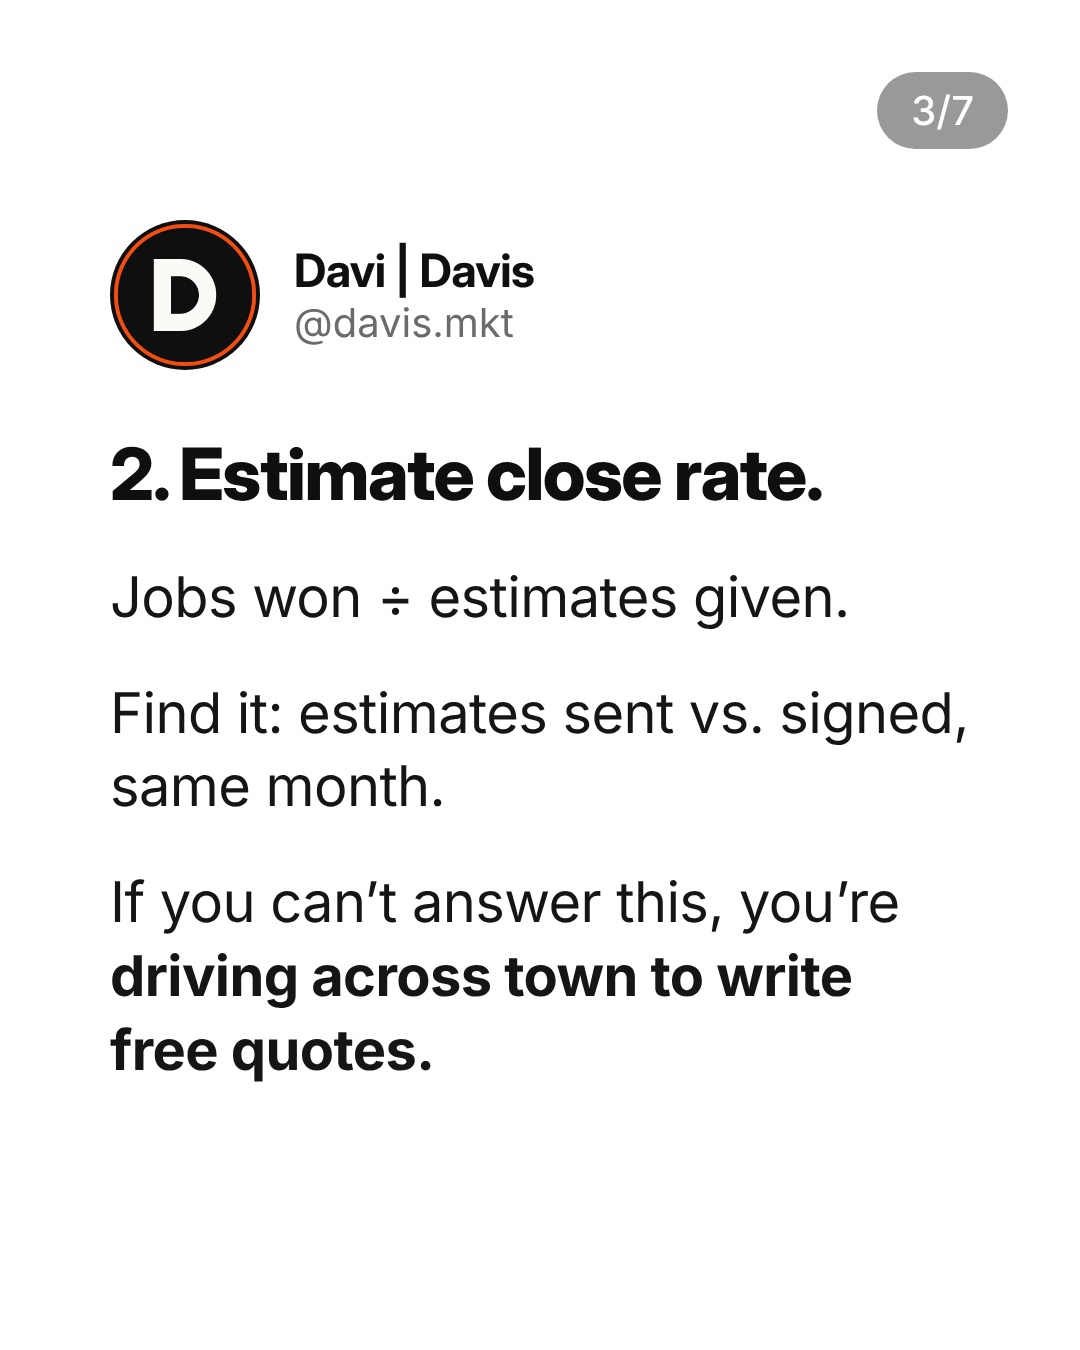 3/7
D
Davi | Davis
@davis.mkt
2. Estimate close rate.
Jobs won ÷ estimates given.
Find it: estimates sent vs. signed,
same month.
If you can’t answer this, you’re
driving across town to write
free quotes.